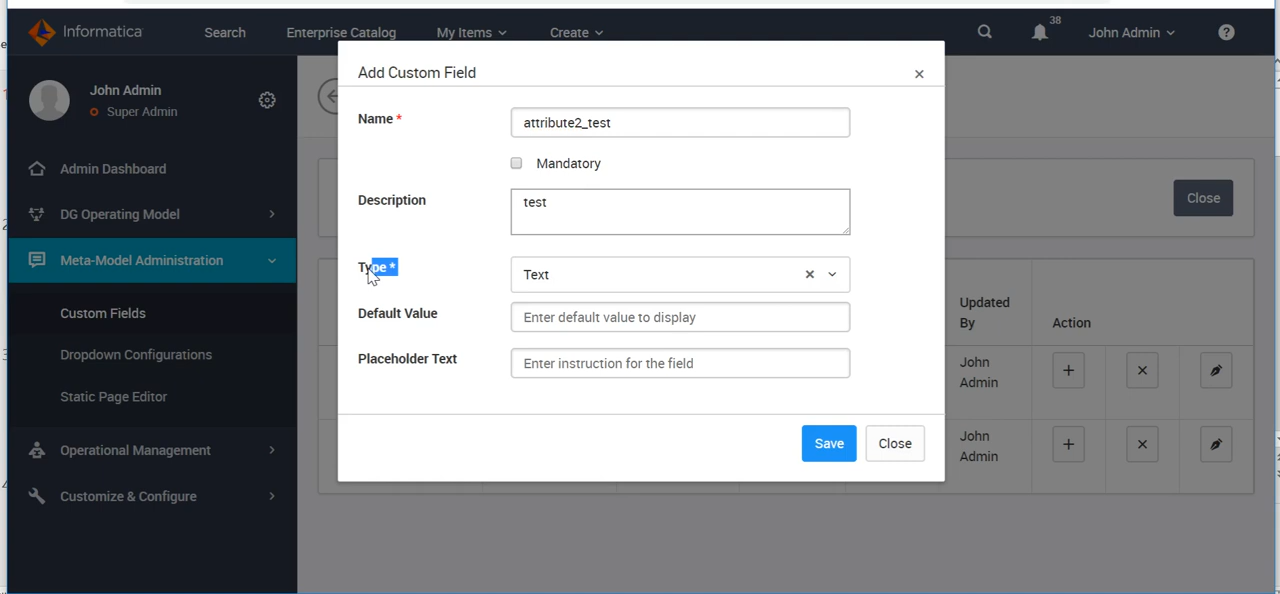 Informatica
Search
Enterprise Catalog
My Items
Create
38
John Admin
?
John Admin
Super Admin
Admin Dashboard
DG Operating Model
Meta-Model Administration
Custom Fields
Dropdown Configurations
Static Page Editor
Operational Management
Customize & Configure
Add Custom Field
Name *
attribute2_test
Mandatory
Description
test
Type *
Text
Default Value
Enter default value to display
Placeholder Text
Enter instruction for the field
Save
Close
Close
Updated
By
Action
John
Admin
John
Admin